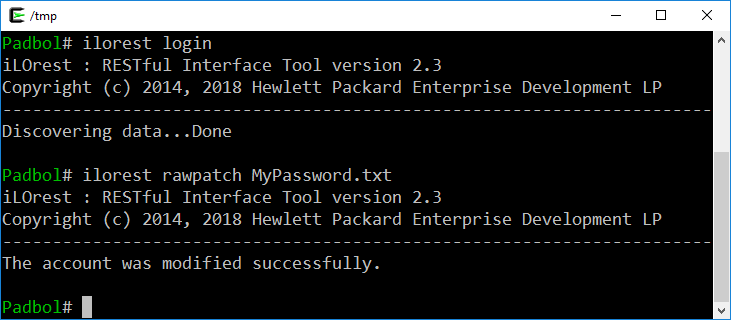 /tmp
Padbol# ilorest login
iLOrest : RESTful Interface Tool version 2.3
Copyright (c) 2014, 2018 Hewlett Packard Enterprise Development LP
-----------------------------------------------------------------------
Discovering data...Done
Padbol# ilorest rawpatch MyPassword.txt
iLOrest : RESTful Interface Tool version 2.3
Copyright (c) 2014, 2018 Hewlett Packard Enterprise Development LP
-----------------------------------------------------------------------
The account was modified successfully.
Padbol#